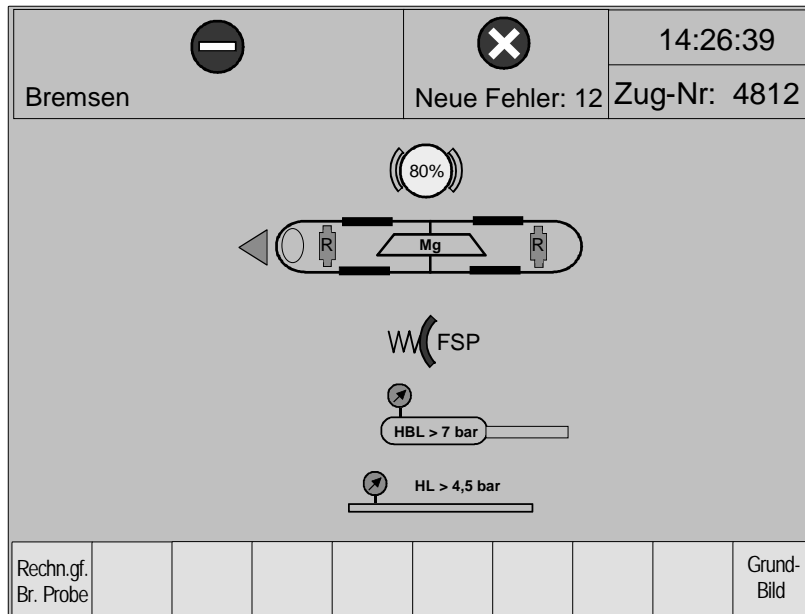 Bremsen
Neue Fehler: 12
14:26:39
Zug-Nr: 4812
80%
R
Mg
R
FSP
HBL > 7 bar
HL > 4,5 bar
Rechn.gf.
Br. Probe
Grund-
Bild